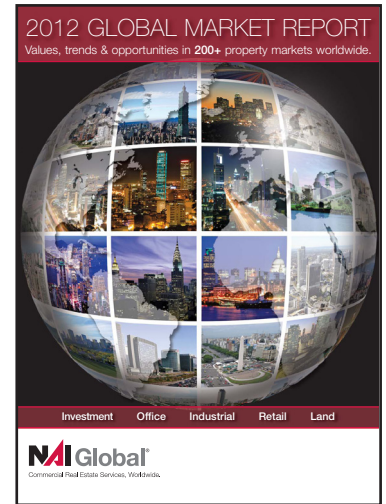 2012 GLOBAL MARKET REPORT
Values, trends & opportunities in 200+ property markets worldwide.
Investment Office Industrial Retail Land
NAI Global®
Commercial Real Estate Services, Worldwide.